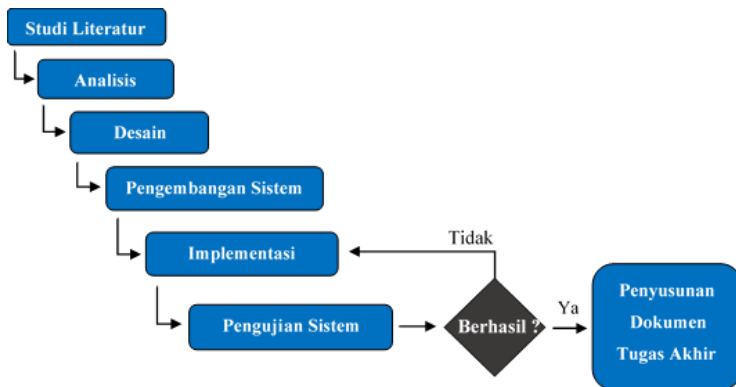 Studi Literatur
Analisis
Desain
Pengembangan Sistem
Implementasi
Tidak
Pengujian Sistem
Berhasil ?
Ya
Penyusunan
Dokumen
Tugas Akhir